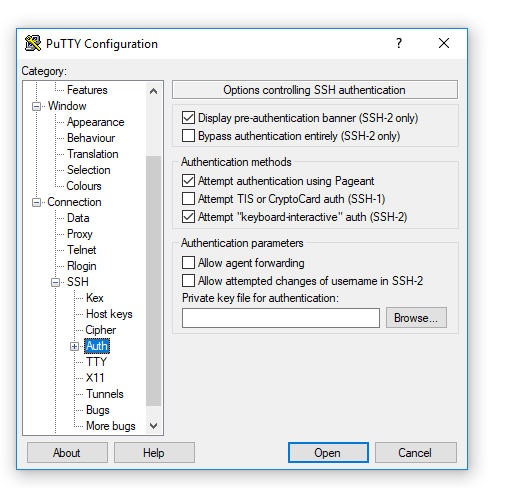 PuTTY Configuration
?
Category:
Features
Window
Appearance
Behaviour
Translation
Selection
Colours
Connection
Data
Proxy
Telnet
Rlogin
SSH
Kex
Host keys
Cipher
Auth
TTY
X11
Tunnels
Bugs
More bugs
Options controlling SSH authentication
Display pre-authentication banner (SSH-2 only)
Bypass authentication entirely (SSH-2 only)
Authentication methods
Attempt authentication using Pageant
Attempt TIS or CryptoCard auth (SSH-1)
Attempt "keyboard-interactive" auth (SSH-2)
Authentication parameters
Allow agent forwarding
Allow attempted changes of username in SSH-2
Private key file for authentication:
Browse...
About
Help
Open
Cancel